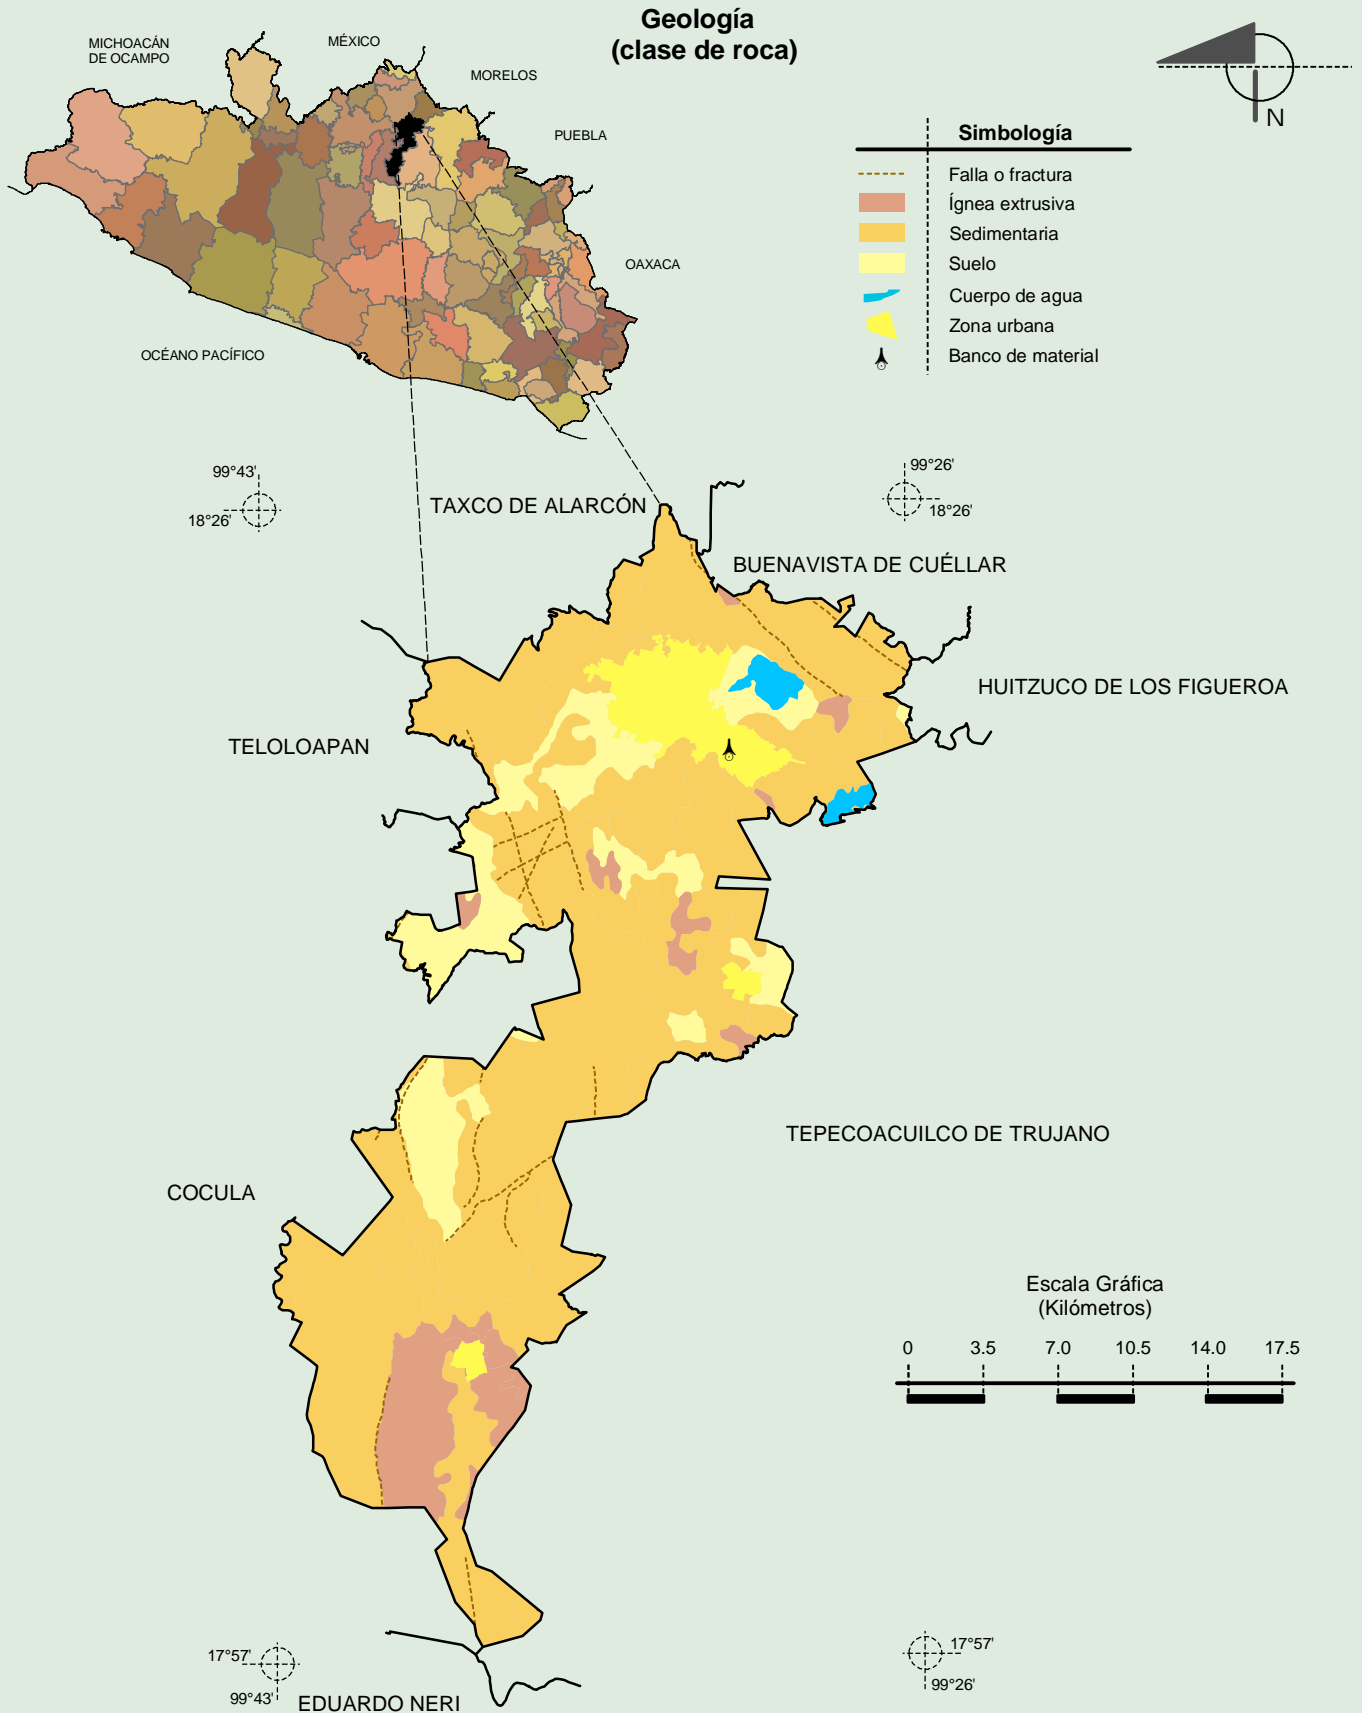 Geología
(clase de roca)
MICHOACÁN
DE OCAMPO
MÉXICO
MORELOS
PUEBLA
OAXACA
OCÉANO PACÍFICO
N
Simbología
Falla o fractura
Ígnea extrusiva
Sedimentaria
Suelo
Cuerpo de agua
Zona urbana
Banco de material
99°43'
18°26'
99°26'
18°26'
TAXCO DE ALARCÓN
BUENAVISTA DE CUÉLLAR
HUITZUCO DE LOS FIGUEROA
TELOLOAPAN
TEPECOACUILCO DE TRUJANO
COCULA
Escala Gráfica
(Kilómetros)
0 3.5 7.0 10.5 14.0 17.5
17°57'
99°43'
17°57'
99°26'
EDUARDO NERI